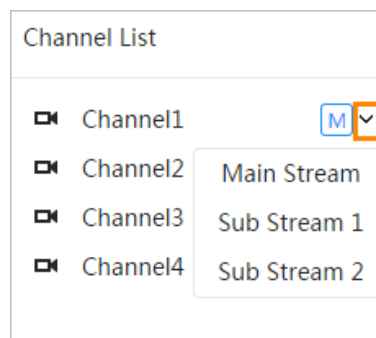 Channel List
Channel1 M
Channel2 Main Stream
Channel3 Sub Stream 1
Channel4 Sub Stream 2